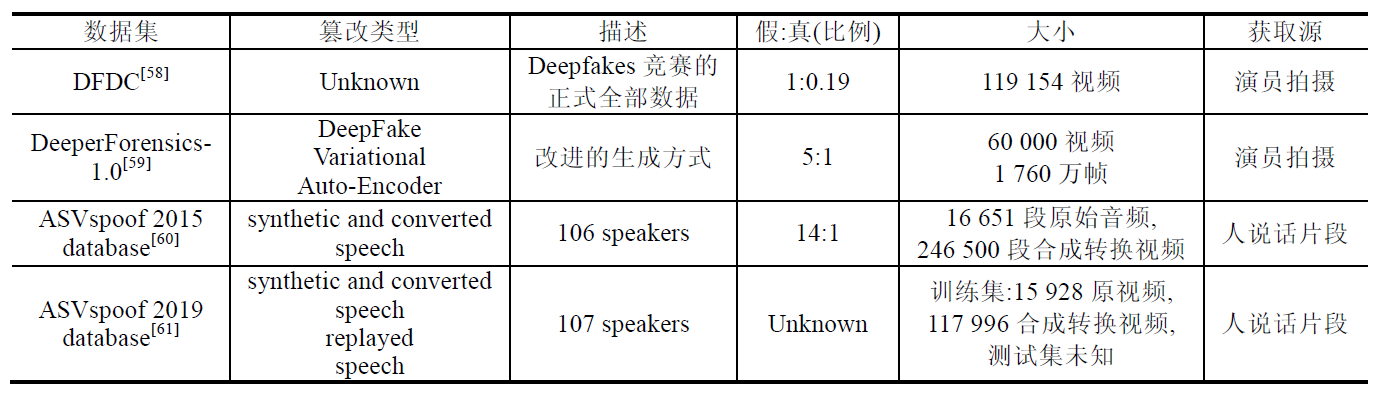 数据集 篡改类型 描述 假:真(比例) 大小 获取源
DFDC[58] Unknown Deepfakes 竞赛的
正式全部数据 1:0.19 119 154 视频 演员拍摄
DeeperForensics-
1.0[59] DeepFake
Variational
Auto-Encoder 改进的生成方式 5:1 60 000 视频
1 760 万帧 演员拍摄
ASVspoof 2015
database[60] synthetic and converted
speech 106 speakers 14:1 16 651 段原始音频,
246 500 段合成转换视频 人说话片段
ASVspoof 2019
database[61] synthetic and converted
speech
replayed
speech 107 speakers Unknown 训练集:15 928 原视频,
117 996 合成转换视频,
测试集未知 人说话片段